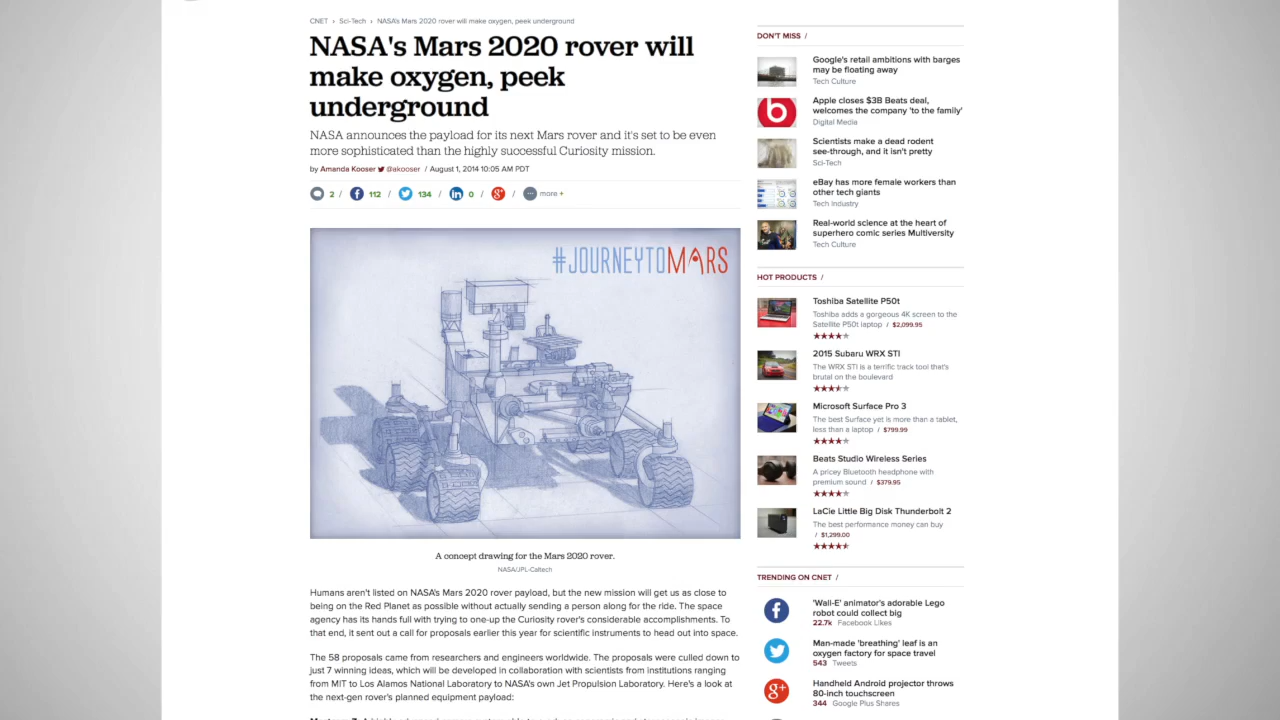 CNET › Sci-Tech › NASA's Mars 2020 rover will make oxygen, peek underground
NASA's Mars 2020 rover will
make oxygen, peek
underground
NASA announces the payload for its next Mars rover and it's set to be even
more sophisticated than the highly successful Curiosity mission.
by Amanda Kooser @akooser / August 1, 2014 10:05 AM PDT
2 / 112 / 134 / in 0 / g+ / more +
#JOURNEYTOMARS
A concept drawing for the Mars 2020 rover.
NASA/JPL-Caltech
Humans aren't listed on NASA's Mars 2020 rover payload, but the new mission will get us as close to
being on the Red Planet as possible without actually sending a person along for the ride. The space
agency has its hands full with trying to one-up the Curiosity rover's considerable accomplishments. To
that end, it sent out a call for proposals earlier this year for scientific instruments to head out into space.
The 58 proposals came from researchers and engineers worldwide. The proposals were culled down to
just 7 winning ideas, which will be developed in collaboration with scientists from institutions ranging
from MIT to Los Alamos National Laboratory to NASA's own Jet Propulsion Laboratory. Here's a look at
the next-gen rover's planned equipment payload:
DON'T MISS /
Google's retail ambitions with barges
may be floating away
Tech Culture
Apple closes $3B Beats deal,
welcomes the company 'to the family'
Digital Media
Scientists make a dead rodent
see-through, and it isn't pretty
Sci-Tech
eBay has more female workers than
other tech giants
Tech Industry
Real-world science at the heart of
superhero comic series Multiversity
Tech Culture
HOT PRODUCTS /
Toshiba Satellite P50t
Toshiba adds a gorgeous 4K screen to the
Satellite P50t laptop / $2,099.95
2015 Subaru WRX STI
The WRX STI is a terrific track tool that's
brutal on the boulevard
Microsoft Surface Pro 3
The best Surface yet is more than a tablet,
less than a laptop / $799.99
Beats Studio Wireless Series
A pricey Bluetooth headphone with
premium sound / $379.95
LaCie Little Big Disk Thunderbolt 2
The best performance money can buy
/ $1,299.00
TRENDING ON CNET /
'Wall-E' animator's adorable Lego
robot could collect big
22.7k Facebook Likes
Man-made 'breathing' leaf is an
oxygen factory for space travel
543 Tweets
Handheld Android projector throws
80-inch touchscreen
344 Google Plus Shares